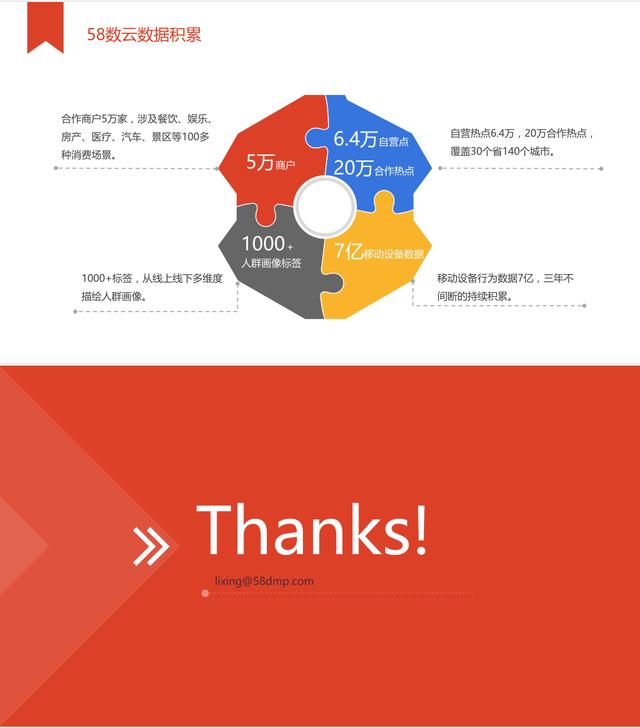 58数云数据积累
合作商户5万家，涉及餐饮、娱乐、
房产、医疗、汽车、景区等100多
种消费场景。
5万商户
6.4万自营点
20万合作热点
自营热点6.4万，20万合作热点，
覆盖30个省140个城市。
1000+
人群画像标签
7亿移动设备数据
1000+标签，从线上线下多维度
描绘人群画像。
移动设备行为数据7亿，三年不
间断的持续积累。
Thanks!
lixing@58dmp.com